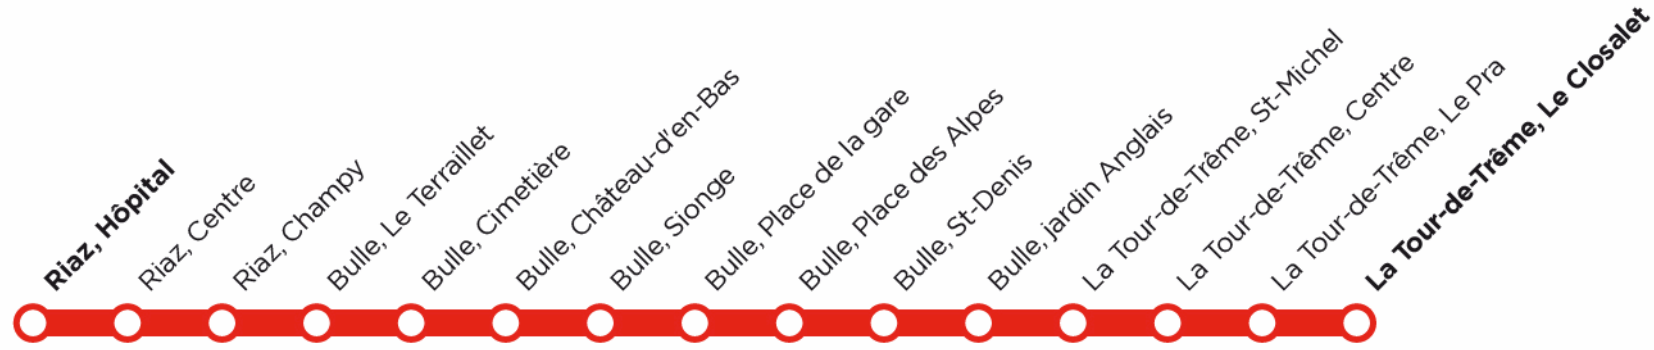 Riaz, Hôpital
Riaz, Centre
Riaz, Champy
Bulle, Le Terraillet
Bulle, Cimetière
Bulle, Château-d'en-Bas
Bulle, Sionge
Bulle, Place de la gare
Bulle, Place des Alpes
Bulle, St-Denis
Bulle, jardin Anglais
La Tour-de-Trême, St-Michel
La Tour-de-Trême, Centre
La Tour-de-Trême, Le Pra
La Tour-de-Trême, Le Closalet